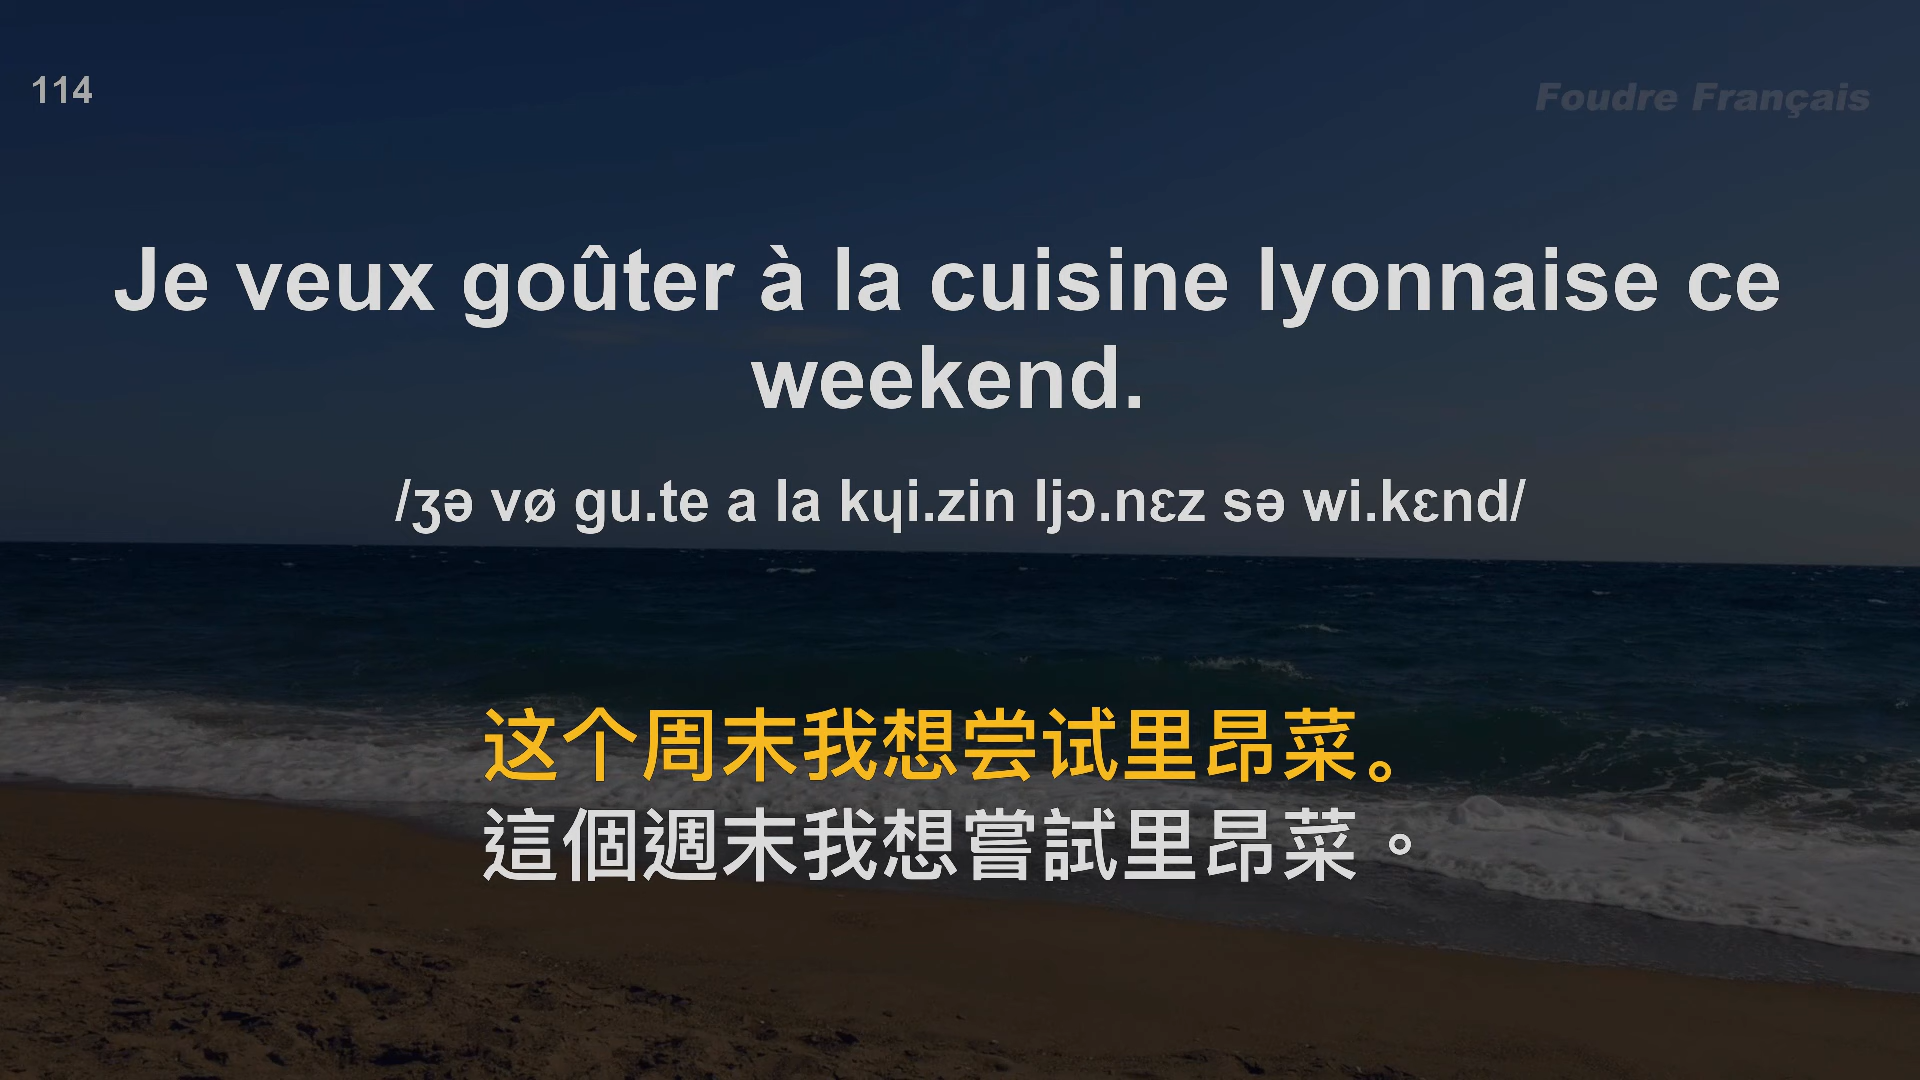 114
Foudre Français
Je veux goûter à la cuisine lyonnaise ce
weekend.
/ʒə vø gu.te a la kɥi.zin ljɔ.nɛz sə wi.kɛnd/
这个周末我想尝试里昂菜。
這個週末我想嘗試里昂菜。